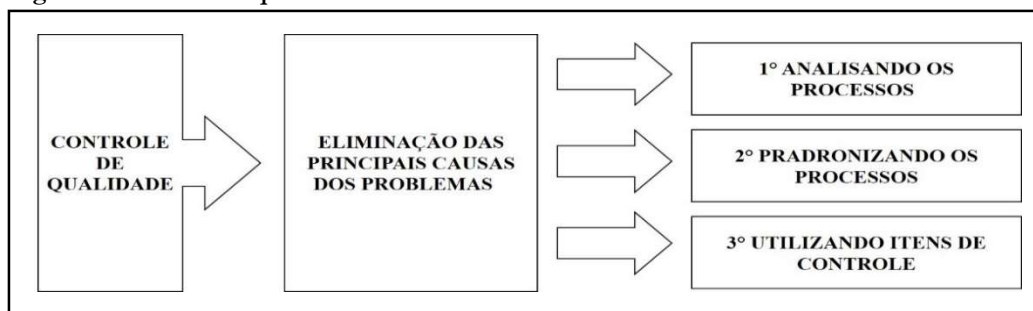 CONTROLE
DE
QUALIDADE
ELIMINAÇÃO DAS
PRINCIPAIS CAUSAS
DOS PROBLEMAS
1° ANALISANDO OS
PROCESSOS
2° PRADRONIZANDO OS
PROCESSOS
3° UTILIZANDO ITENS DE
CONTROLE